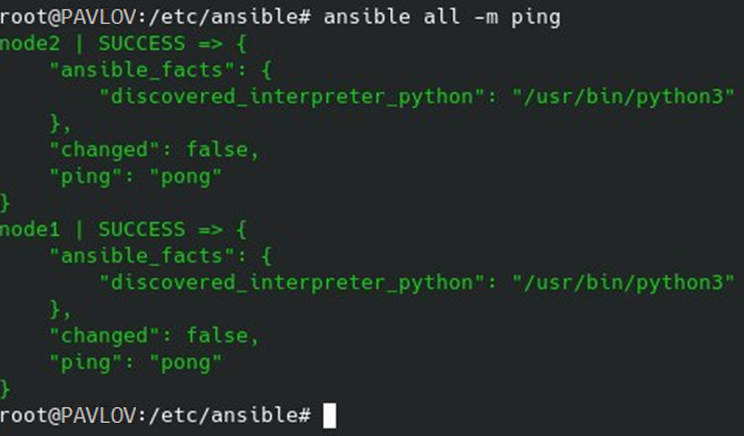 root@PAVLOV:/etc/ansible# ansible all -m ping
node2 | SUCCESS => {
    "ansible_facts": {
        "discovered_interpreter_python": "/usr/bin/python3"
    },
    "changed": false,
    "ping": "pong"
}
node1 | SUCCESS => {
    "ansible_facts": {
        "discovered_interpreter_python": "/usr/bin/python3"
    },
    "changed": false,
    "ping": "pong"
}
root@PAVLOV:/etc/ansible#